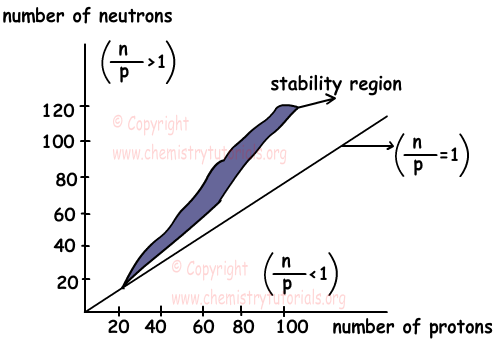 number of neutrons
(n/p >1)
stability region
120
© Copyright
100
www.chemistrytutorials.org
(n/p =1)
80
60
40
© Copyright
(n/p <1)
20
www.chemistrytutorials.org
20 40 60 70 80 100
number of protons